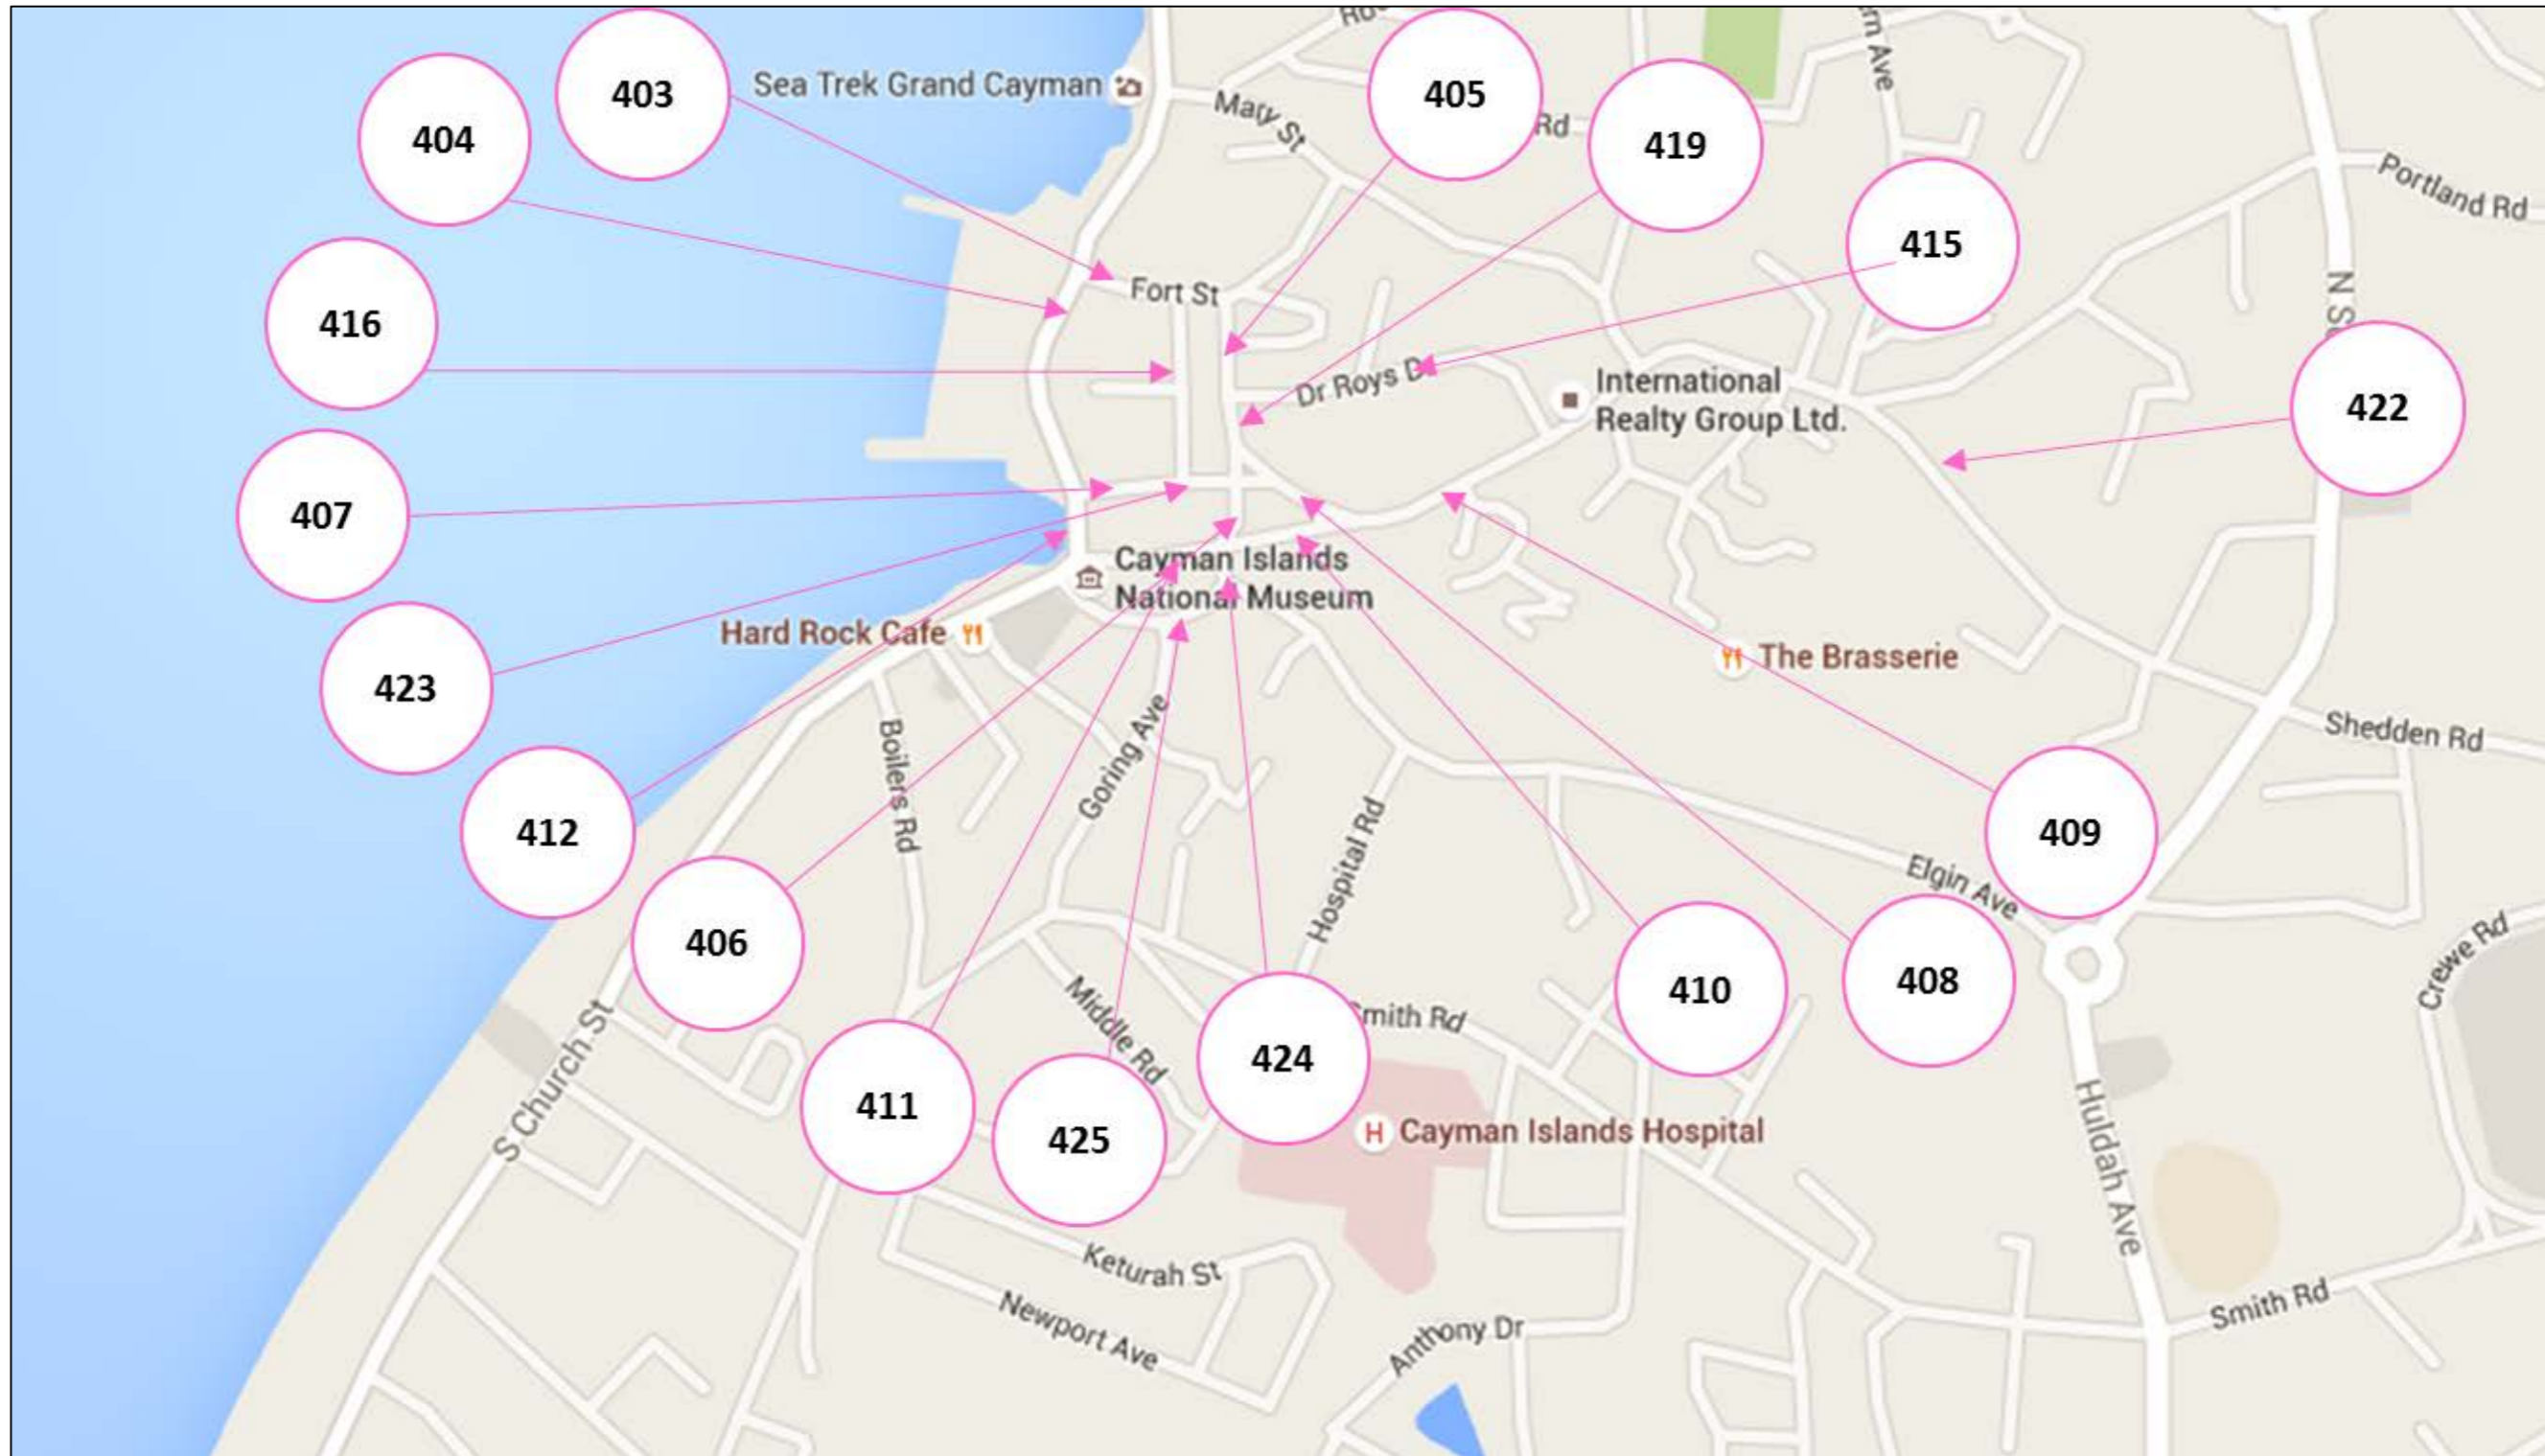 Sea Trek Grand Cayman
403
404
405
419
Mary St
Rd
415
Portland Rd
416
Fort St
Dr Roys D
International
Realty Group Ltd.
422
407
Cayman Islands
National Museum
Hard Rock Cafe
The Brasserie
423
Boilers Rd
Goring Ave
Shedden Rd
412
409
Hospital Rd
Elgin Ave
406
410
408
Crewe Rd
Middle Rd
mith Rd
424
S Church St
411
425
Cayman Islands Hospital
Huldah Ave
Keturah St
Newport Ave
Anthony Dr
Smith Rd